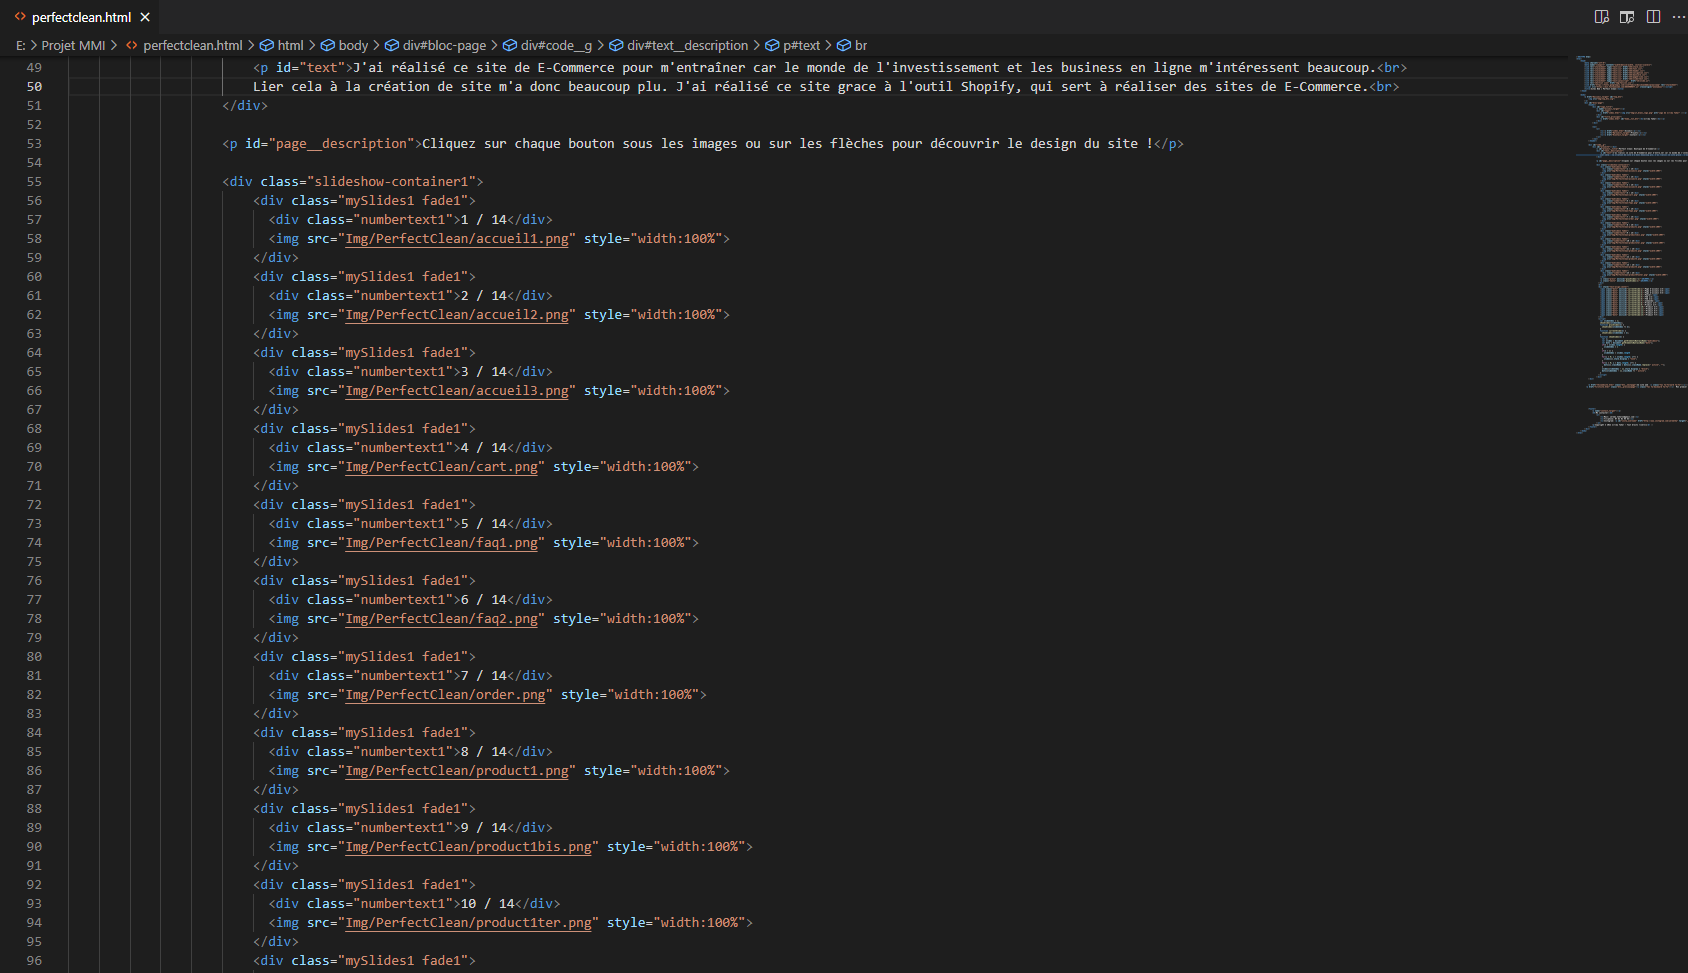 perfectclean.html
E: > Projet MMI > perfectclean.html > html > body > div#bloc-page > div#code__g > div#text__description > p#text > br
49 <p id="text">J'ai réalisé ce site de E-Commerce pour m'entraîner car le monde de l'investissement et les business en ligne m'intéressent beaucoup.<br>
50 Lier cela à la création de site m'a donc beaucoup plu. J'ai réalisé ce site grace à l'outil Shopify, qui sert à réaliser des sites de E-Commerce.<br>
51 </div>
52
53 <p id="page__description">Cliquez sur chaque bouton sous les images ou sur les flèches pour découvrir le design du site !</p>
54
55 <div class="slideshow-container1">
56 <div class="mySlides1 fade1">
57 <div class="numbertext1">1 / 14</div>
58 <img src="Img/PerfectClean/accueil1.png" style="width:100%">
59 </div>
60 <div class="mySlides1 fade1">
61 <div class="numbertext1">2 / 14</div>
62 <img src="Img/PerfectClean/accueil2.png" style="width:100%">
63 </div>
64 <div class="mySlides1 fade1">
65 <div class="numbertext1">3 / 14</div>
66 <img src="Img/PerfectClean/accueil3.png" style="width:100%">
67 </div>
68 <div class="mySlides1 fade1">
69 <div class="numbertext1">4 / 14</div>
70 <img src="Img/PerfectClean/cart.png" style="width:100%">
71 </div>
72 <div class="mySlides1 fade1">
73 <div class="numbertext1">5 / 14</div>
74 <img src="Img/PerfectClean/faq1.png" style="width:100%">
75 </div>
76 <div class="mySlides1 fade1">
77 <div class="numbertext1">6 / 14</div>
78 <img src="Img/PerfectClean/faq2.png" style="width:100%">
79 </div>
80 <div class="mySlides1 fade1">
81 <div class="numbertext1">7 / 14</div>
82 <img src="Img/PerfectClean/order.png" style="width:100%">
83 </div>
84 <div class="mySlides1 fade1">
85 <div class="numbertext1">8 / 14</div>
86 <img src="Img/PerfectClean/product1.png" style="width:100%">
87 </div>
88 <div class="mySlides1 fade1">
89 <div class="numbertext1">9 / 14</div>
90 <img src="Img/PerfectClean/product1bis.png" style="width:100%">
91 </div>
92 <div class="mySlides1 fade1">
93 <div class="numbertext1">10 / 14</div>
94 <img src="Img/PerfectClean/product1ter.png" style="width:100%">
95 </div>
96 <div class="mySlides1 fade1">